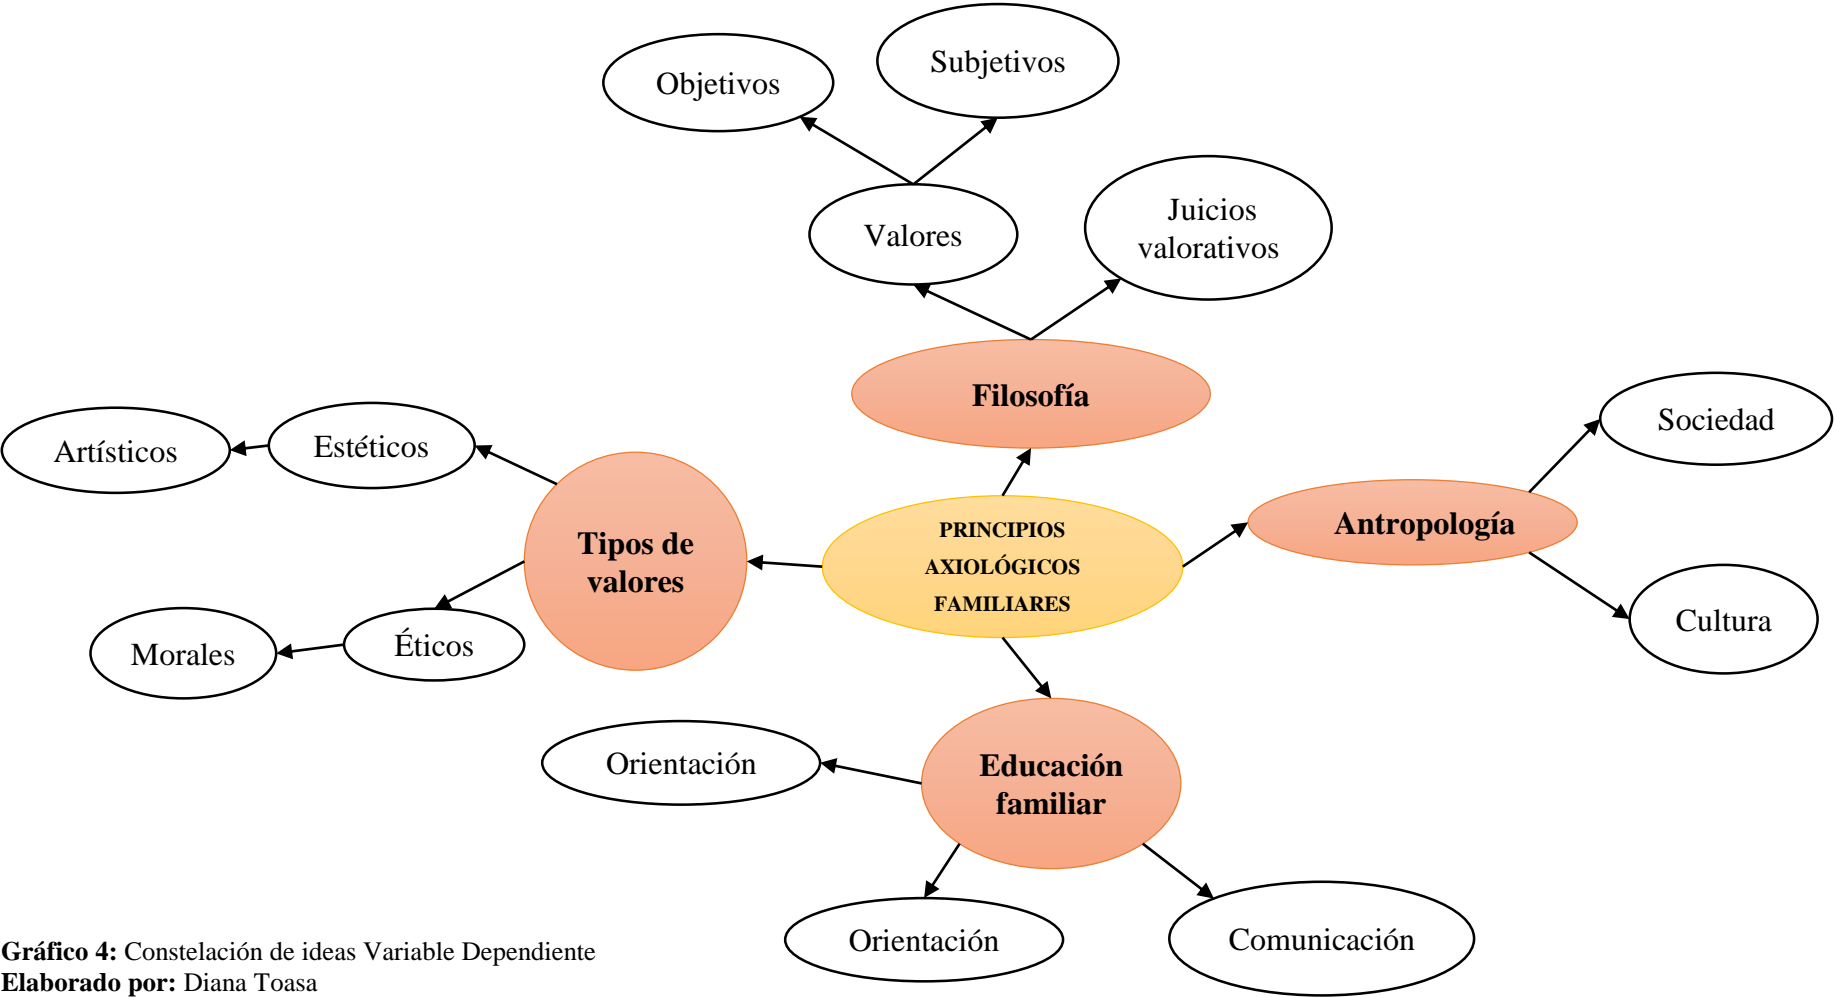 Subjetivos
Objetivos
Juicios
valorativos
Valores
Filosofía
Sociedad
Artísticos
Estéticos
Antropología
Tipos de
valores
PRINCIPIOS
AXIOLÓGICOS
FAMILIARES
Cultura
Morales
Éticos
Orientación
Educación
familiar
Orientación
Comunicación
Gráfico 4: Constelación de ideas Variable Dependiente
Elaborado por: Diana Toasa